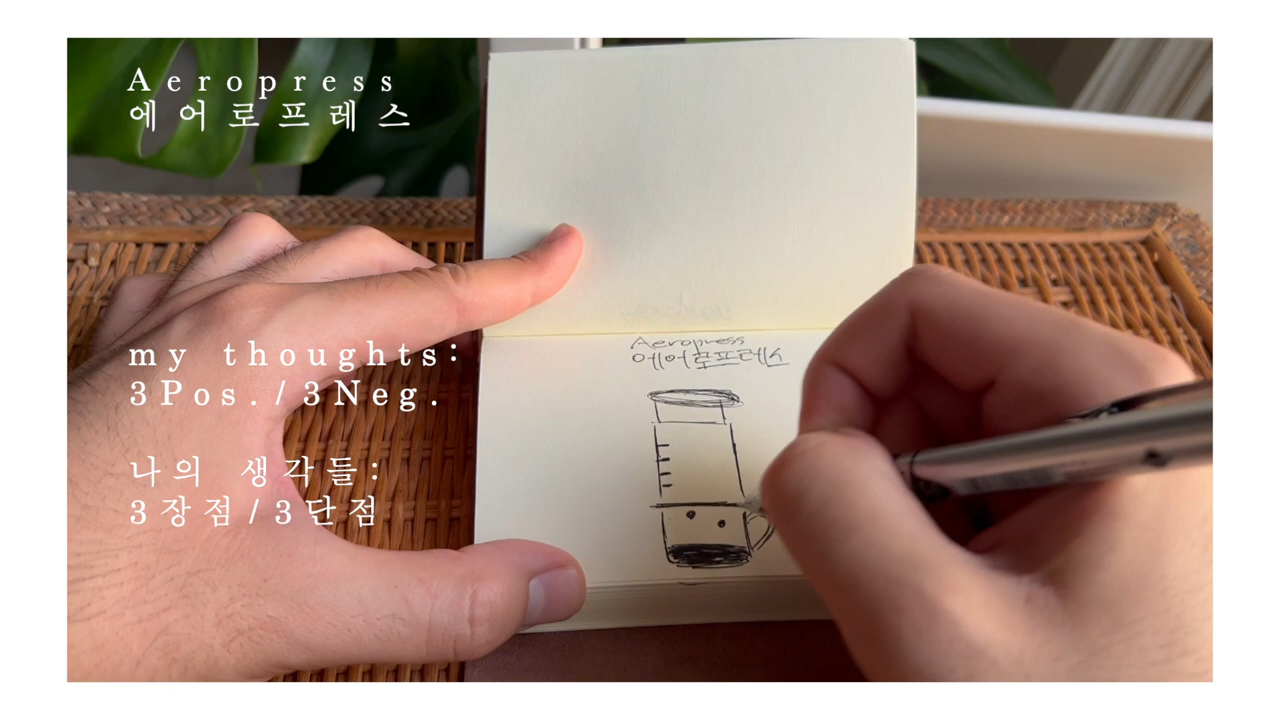 Aeropress
에어로프레스
my thoughts:
3Pos./3Neg.
나의 생각들:
3장점/3단점
Aeropress
에어로프레스